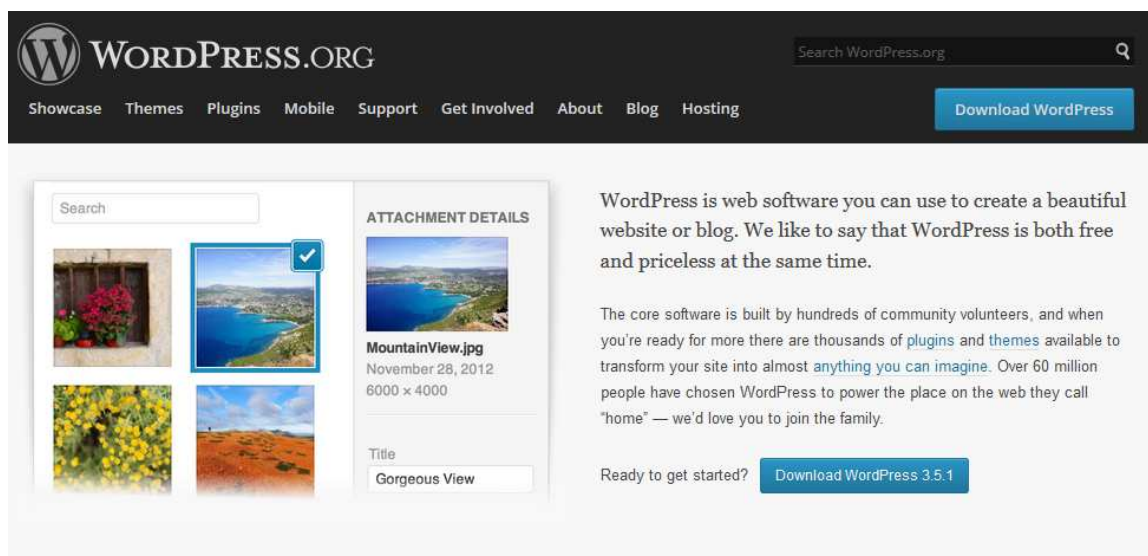 WORDPRESS.ORG
Search WordPress.org
Showcase Themes Plugins Mobile Support Get Involved About Blog Hosting
Download WordPress
Search
ATTACHMENT DETAILS
MountainView.jpg
November 28, 2012
6000 × 4000
Title
Gorgeous View
WordPress is web software you can use to create a beautiful
website or blog. We like to say that WordPress is both free
and priceless at the same time.
The core software is built by hundreds of community volunteers, and when
you're ready for more there are thousands of plugins and themes available to
transform your site into almost anything you can imagine. Over 60 million
people have chosen WordPress to power the place on the web they call
“home” — we'd love you to join the family.
Ready to get started? Download WordPress 3.5.1